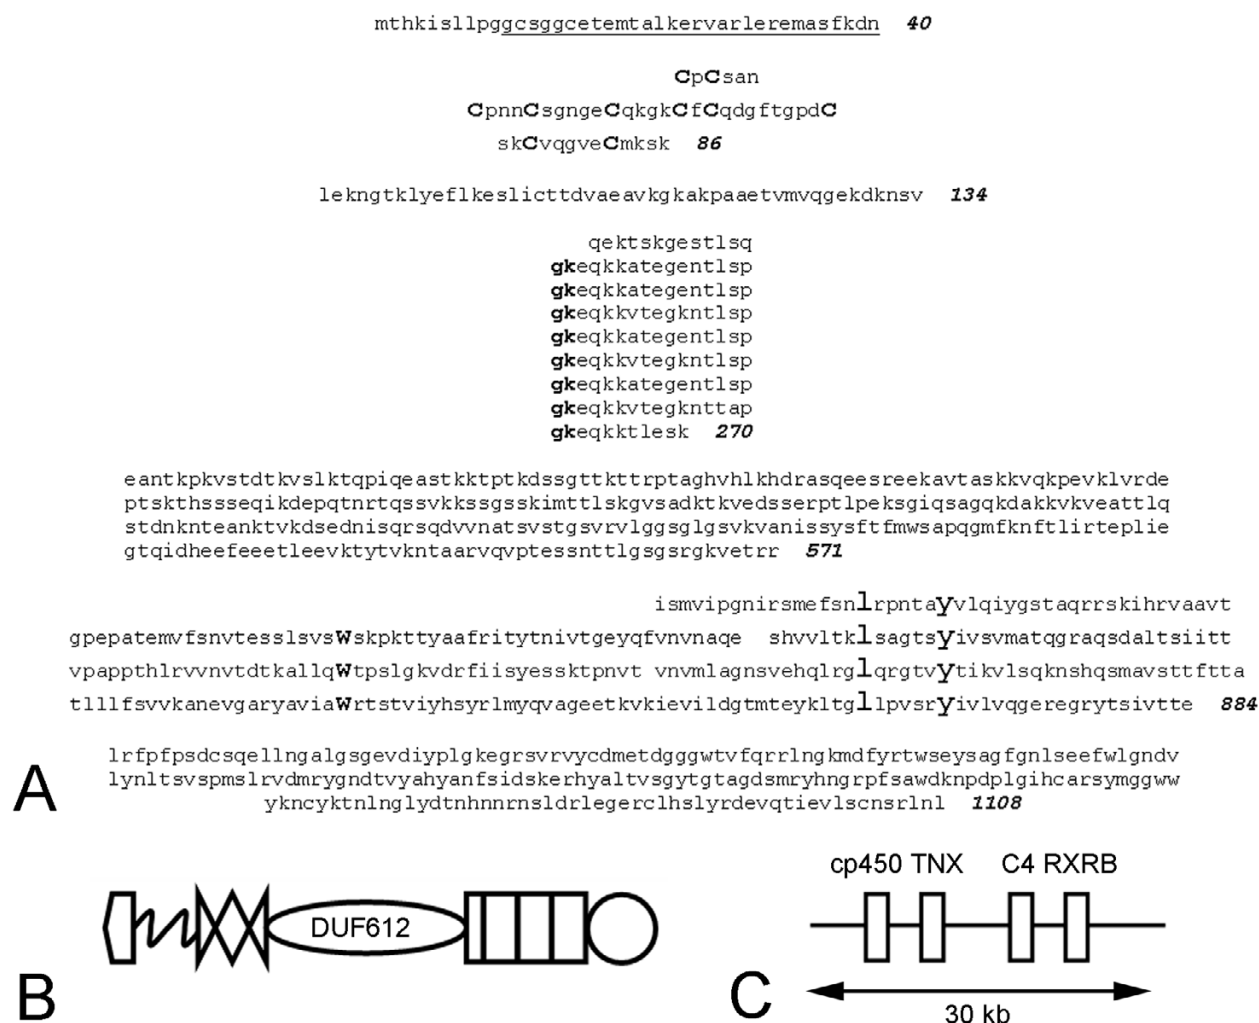 mthkisllpggcsggcetemtalkervarleremasfkdn 40
CpCsan
CpnnCsgngeCqkgkCfCqdgftgpdC
skCvqgveCmksk 86
lekngtklyeflkeslicttdvaeavkgkakpaaetvmvqgekdknsv 134
qektskgestlsq
gkeqkkategentlsp
gkeqkkategentlsp
gkeqkkvtegkntlsp
gkeqkkategentlsp
gkeqkkvtegkntlsp
gkeqkkategentlsp
gkeqkkvtegknttap
gkeqkktlesk 270
eantkpkvstdtkvslktqpiqeastkktptkdssgttkttrptaghvhlkhdrasqeesreekavtaskkvqkpevklvrde
ptskthssseqikdepqtnrtqssvkkssgsskimttlskgvsadktkvedsserptlpeksgiqsagqkdakkvkveattlq
stdnknteanktvkdsednisqrsqdvvnatsvstgsvrvlggsglgsvkvanissysftfmwsapqgmfknftlirteplie
gtqidheefeeetleevktytvkntaarvqvptessnttlgsgsrgkvetrr 571
ismvipgnirsmefsnlrpntayvlqiygstaqrrskihrvaavt
gpepatemvfsnvtesslsvswskpkttyaafritytnivtgeyqfvnvnaqe shvvltklsagtsyivsvmatqgraqsdaltsiitt
vpappthlrvvnvtdtkallqwtpslgkvdrfiisyessktpnvt vnvmlagnsvehqlrglqrgtvytikvlsqknshqsmavsttftta
tlllfsvvkanevgaryaviawrtstviyhsyrlmyqvageetkvkievildgtmteykltgllpvsryivlvqgeregrytsivtte 884
lrfpfpsdcsqellngalgsgevdiyplgkegrsvrvycdmetdgggwtvfqrrlngkmdfyrtwseysagfgnlseefwlgndv
lynltsvspmslrvdmrygndtvyahyanfsidskerhyaltvsgytgtagdsmryhngrpfsawdknpdplgihcarsymggww
ykncyktnlnglydtnhnnrnsldrlegerclhslyrdevqtievlscnsrlnl 1108
A
cp450 TNX C4 RXRB
DUF612
30 kb
B
C